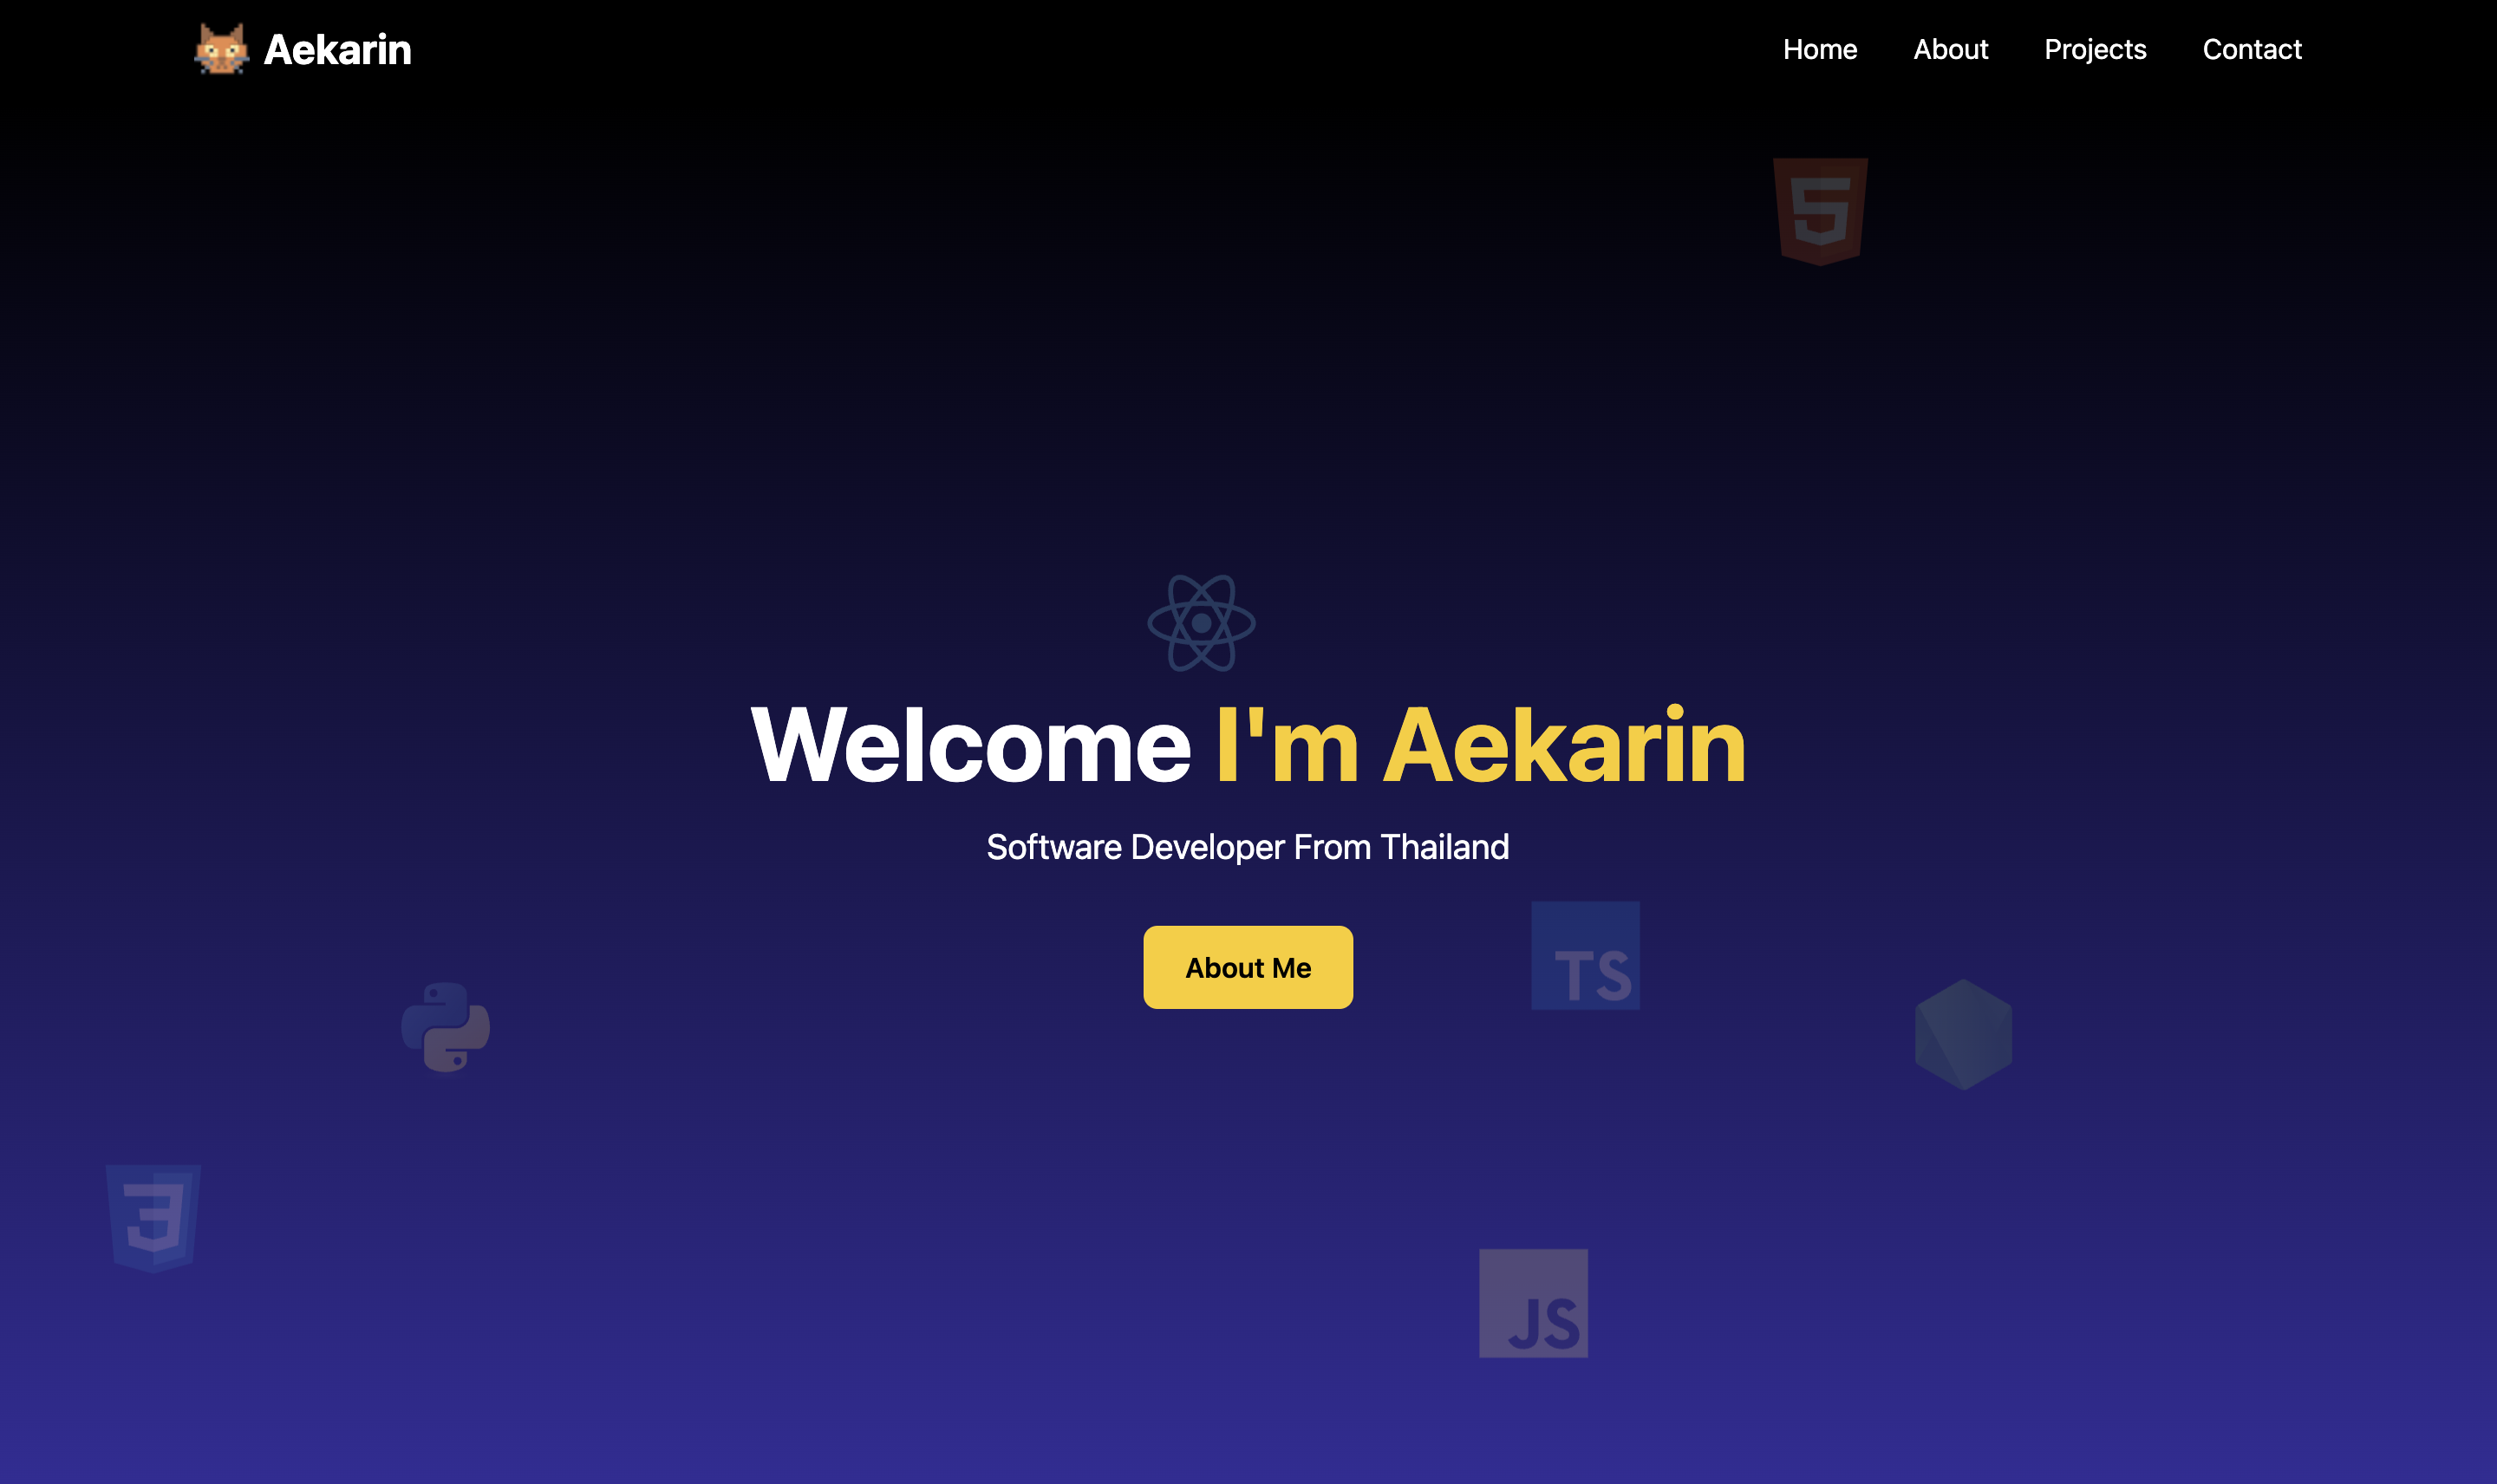 Aekarin
Home About Projects Contact
5
Welcome I'm Aekarin
Software Developer From Thailand
About Me
TS
3
JS